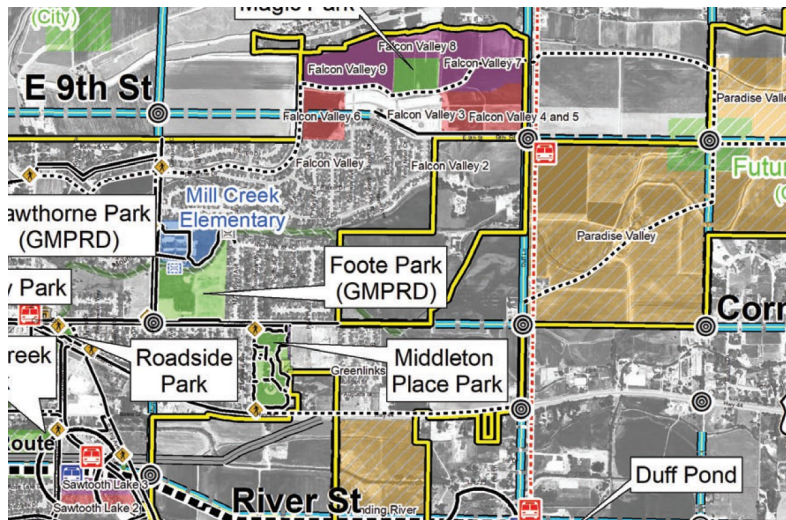 (City)
Magic Park
Falcon Valley 8
Falcon Valley 9
Falcon Valley 7
E 9th St
Falcon Valley 6
Falcon Valley 3
Falcon Valley 4 and 5
Paradise Valley
Falcon Valley
Falcon Valley 2
Mill Creek
Elementary
Futur
(C
awthorne Park
(GMPRD)
Paradise Valley
Foote Park
(GMPRD)
y Park
Corn
Roadside
Park
Middleton
Place Park
reek
Greenlinks
Route
Sawtooth Lake 3
Sawtooth Lake 2
River St
nding River
Duff Pond